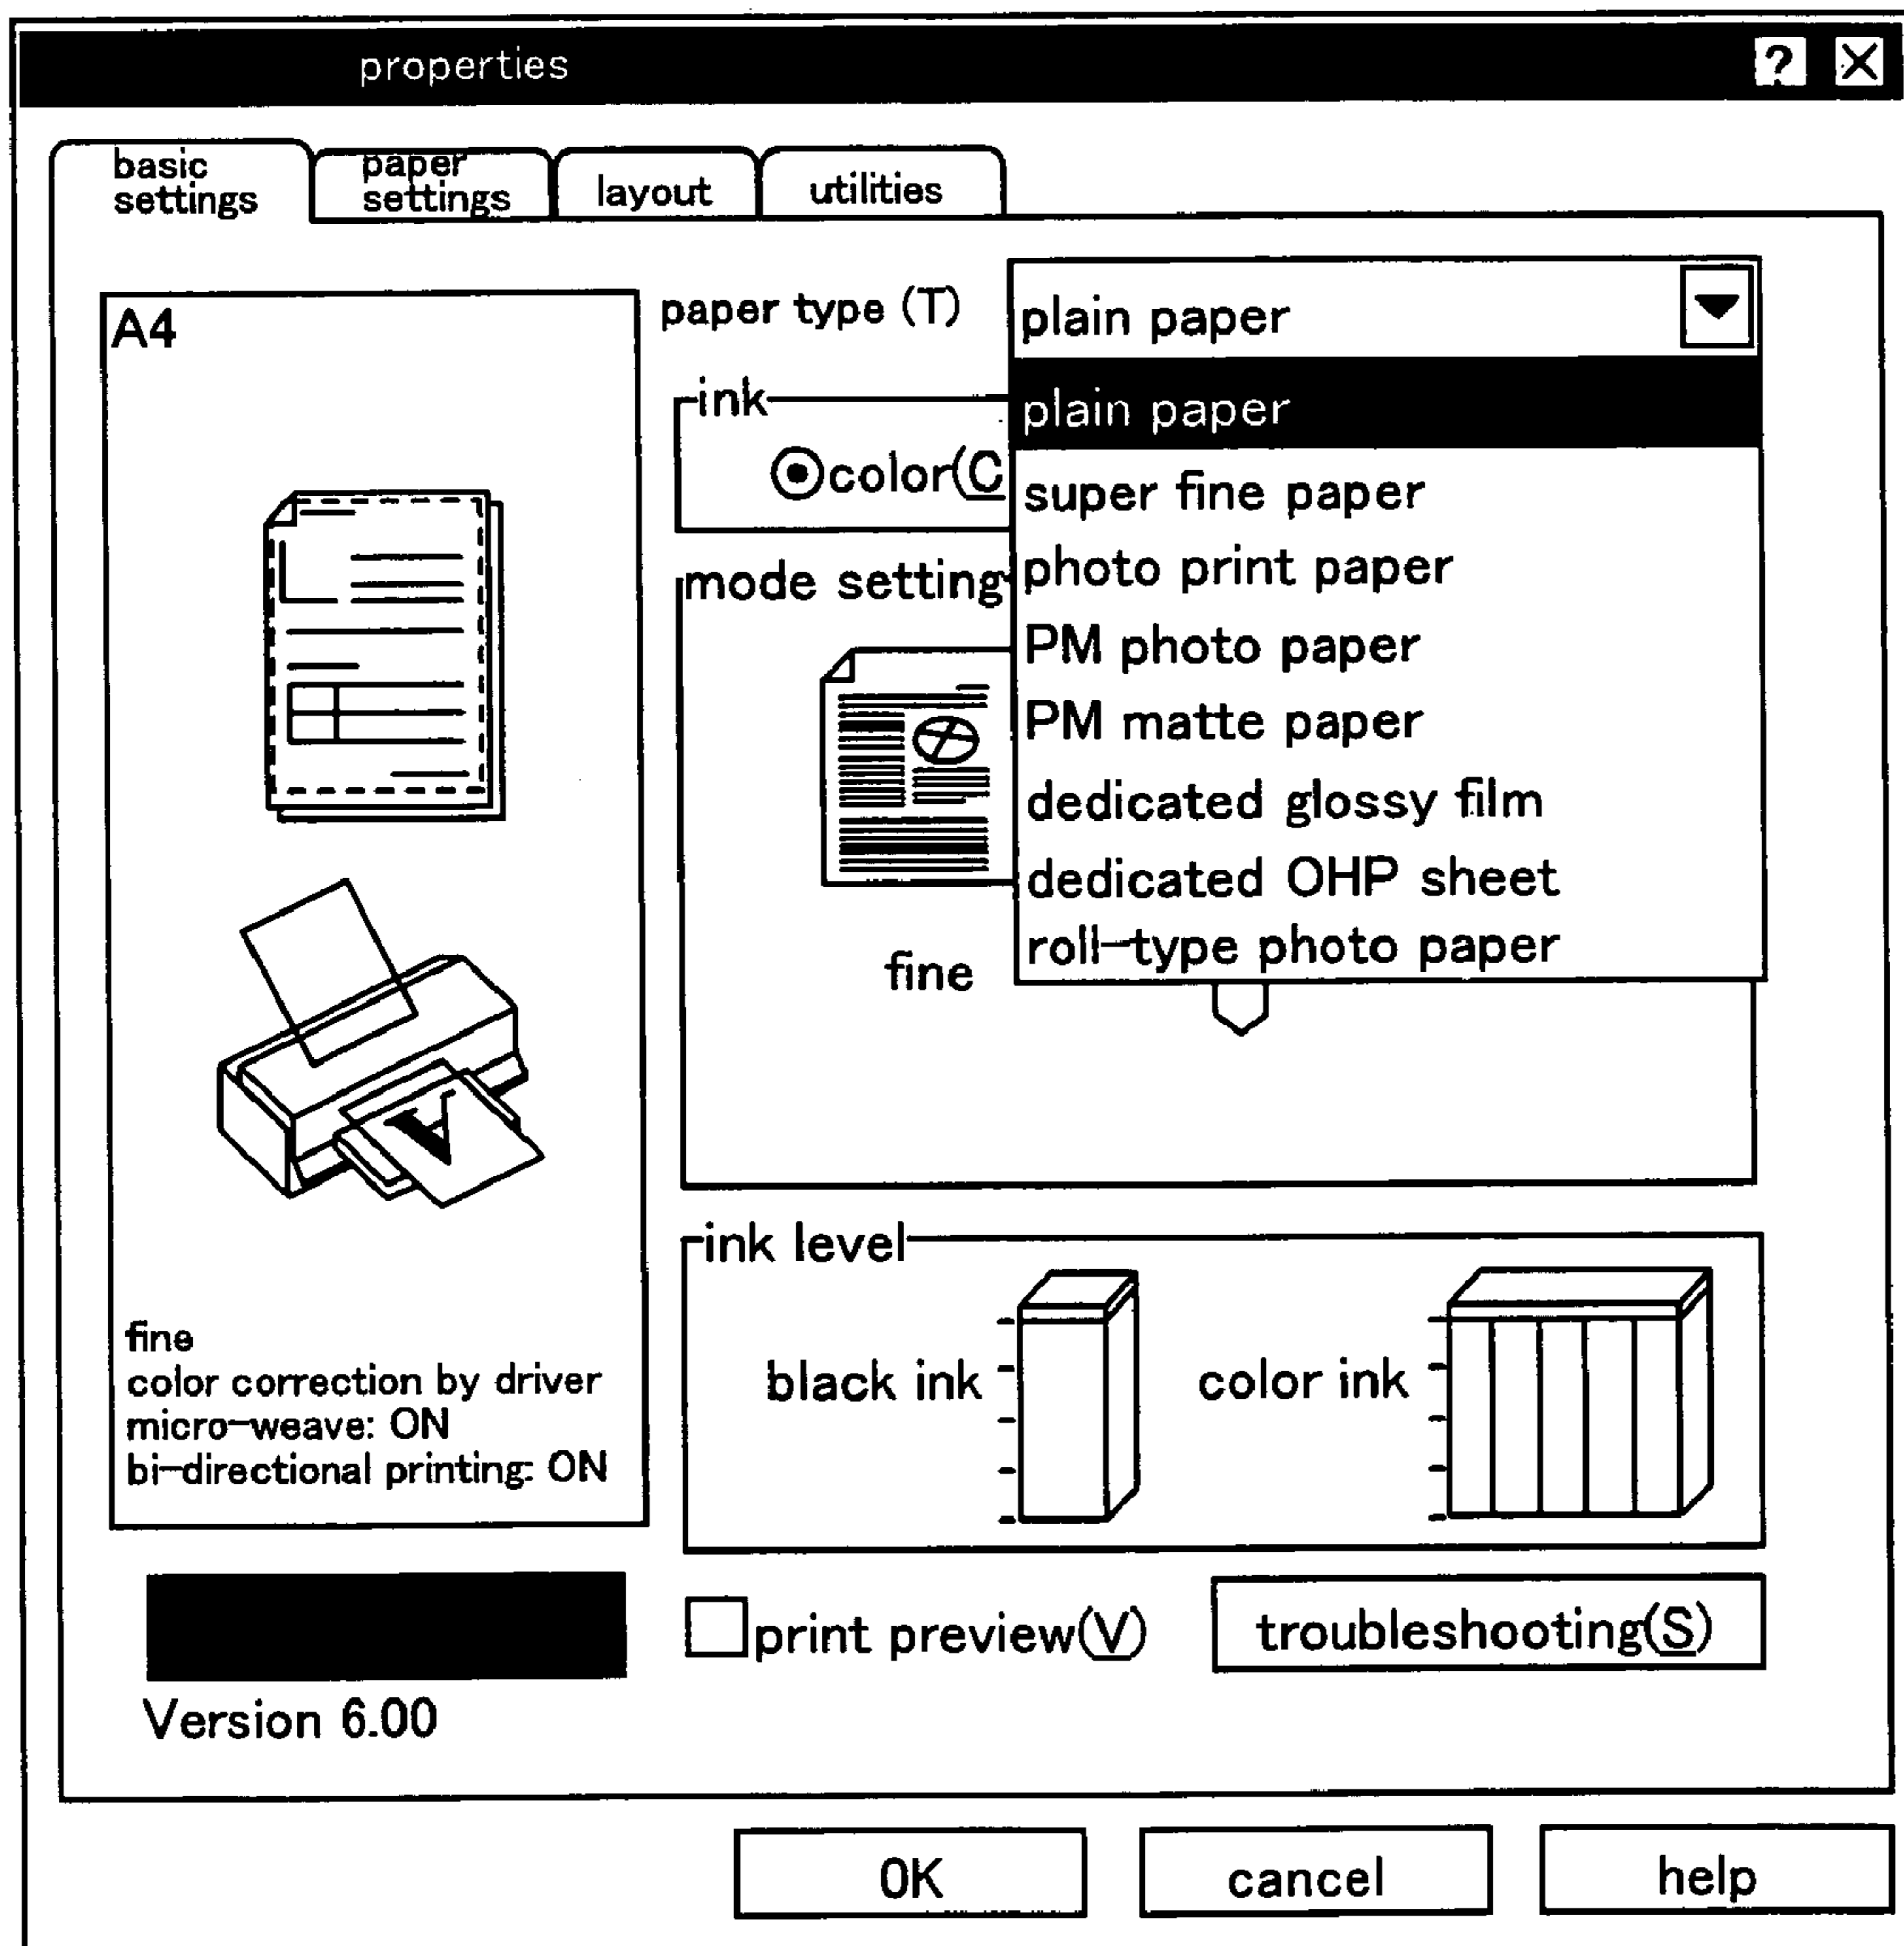 properties
?
basic
settings
paper
settings
layout
utilities
A4
paper type (T)
plain paper
plain paper
super fine paper
photo print paper
PM photo paper
PM matte paper
dedicated glossy film
dedicated OHP sheet
roll-type photo paper
ink
color(C
mode setting
fine
A
fine
color correction by driver
micro-weave: ON
bi-directional printing: ON
ink level
black ink
color ink
print preview(V)
troubleshooting(S)
Version 6.00
OK
cancel
help